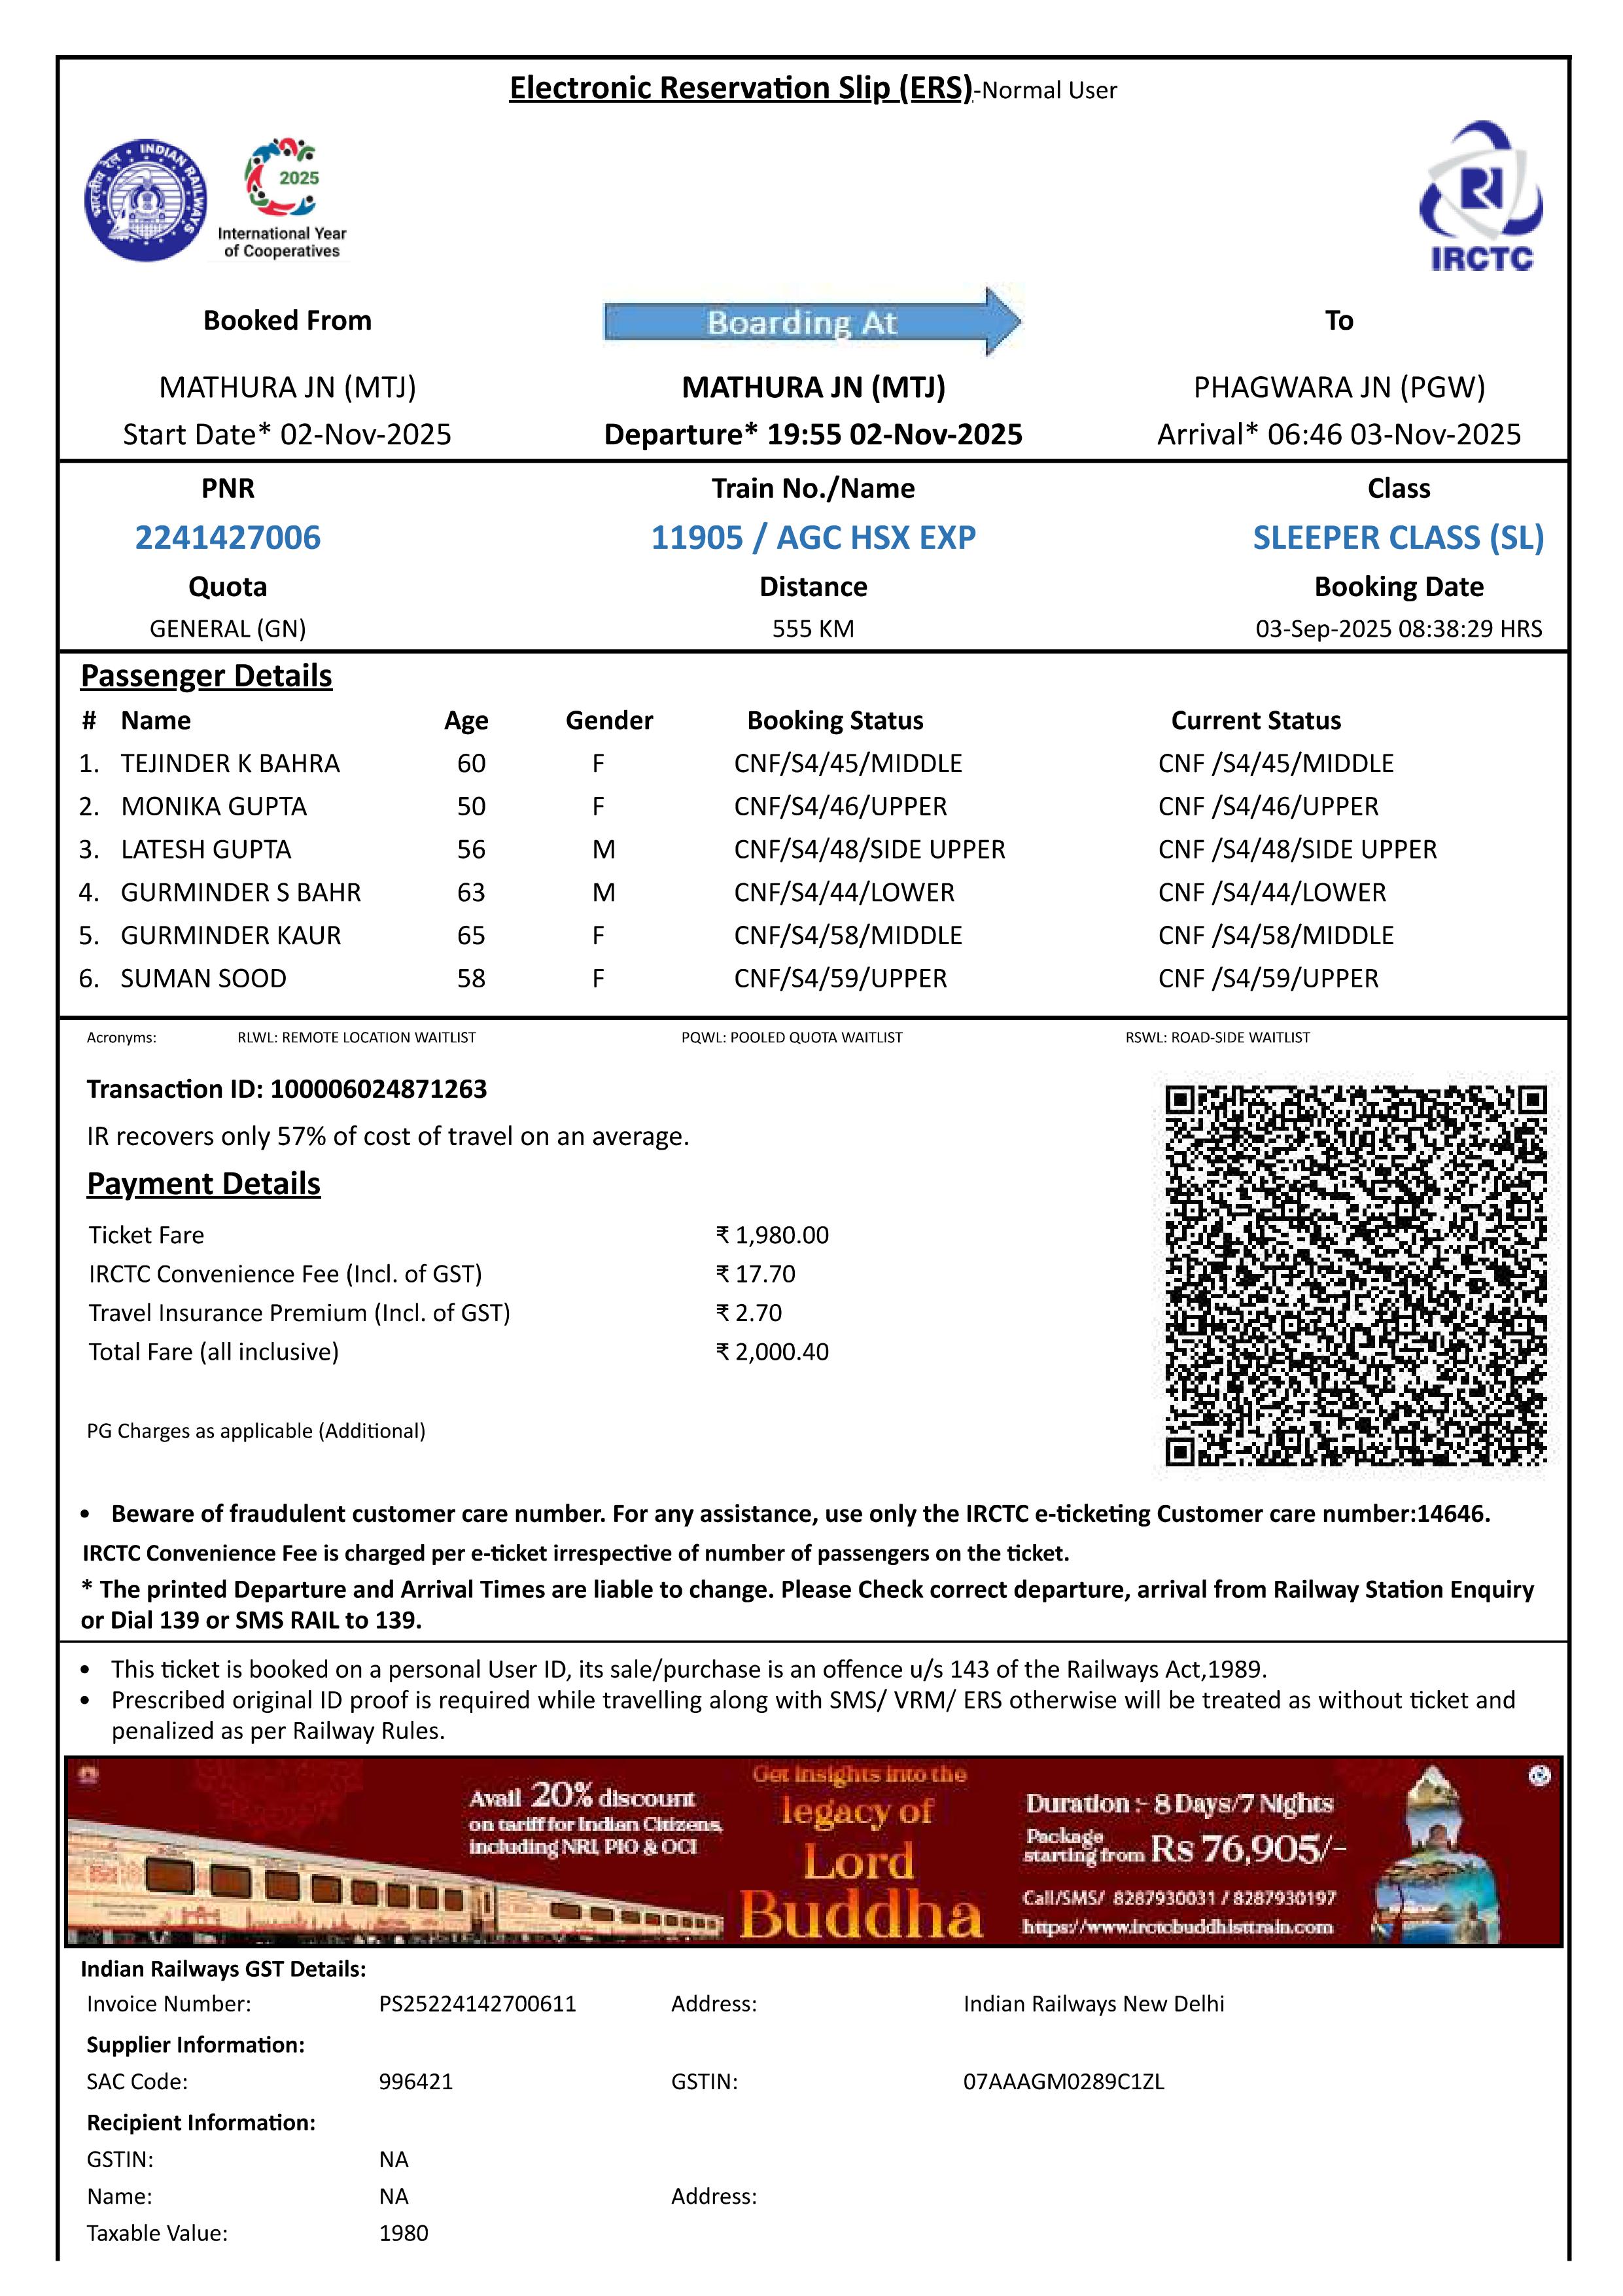 Electronic Reservation Slip (ERS)-Normal User
भारतीय रेल • INDIAN RAILWAYS
2025
International Year
of Cooperatives
IRCTC
Booked From
Boarding At
To
MATHURA JN (MTJ)
MATHURA JN (MTJ)
PHAGWARA JN (PGW)
Start Date* 02-Nov-2025
Departure* 19:55 02-Nov-2025
Arrival* 06:46 03-Nov-2025
PNR Train No./Name Class
2241427006 11905 / AGC HSX EXP SLEEPER CLASS (SL)
Quota Distance Booking Date
GENERAL (GN) 555 KM 03-Sep-2025 08:38:29 HRS
Passenger Details
# Name Age Gender Booking Status Current Status
1. TEJINDER K BAHRA 60 F CNF/S4/45/MIDDLE CNF /S4/45/MIDDLE
2. MONIKA GUPTA 50 F CNF/S4/46/UPPER CNF /S4/46/UPPER
3. LATESH GUPTA 56 M CNF/S4/48/SIDE UPPER CNF /S4/48/SIDE UPPER
4. GURMINDER S BAHR 63 M CNF/S4/44/LOWER CNF /S4/44/LOWER
5. GURMINDER KAUR 65 F CNF/S4/58/MIDDLE CNF /S4/58/MIDDLE
6. SUMAN SOOD 58 F CNF/S4/59/UPPER CNF /S4/59/UPPER
Acronyms: RLWL: REMOTE LOCATION WAITLIST PQWL: POOLED QUOTA WAITLIST RSWL: ROAD-SIDE WAITLIST
Transaction ID: 100006024871263
IR recovers only 57% of cost of travel on an average.
Payment Details
Ticket Fare ₹ 1,980.00
IRCTC Convenience Fee (Incl. of GST) ₹ 17.70
Travel Insurance Premium (Incl. of GST) ₹ 2.70
Total Fare (all inclusive) ₹ 2,000.40
PG Charges as applicable (Additional)
• Beware of fraudulent customer care number. For any assistance, use only the IRCTC e-ticketing Customer care number:14646.
IRCTC Convenience Fee is charged per e-ticket irrespective of number of passengers on the ticket.
* The printed Departure and Arrival Times are liable to change. Please Check correct departure, arrival from Railway Station Enquiry
or Dial 139 or SMS RAIL to 139.
• This ticket is booked on a personal User ID, its sale/purchase is an offence u/s 143 of the Railways Act,1989.
• Prescribed original ID proof is required while travelling along with SMS/ VRM/ ERS otherwise will be treated as without ticket and
penalized as per Railway Rules.
Avail 20% discount
on tariff for Indian Citizens,
including NRI, PIO & OCI
Get insights into the
legacy of
Lord
Buddha
Duration :- 8 Days/7 Nights
Package
starting from Rs 76,905/-
Call/SMS/ 8287930031 / 8287930197
https://www.irctcbuddhisttrain.com
Indian Railways GST Details:
Invoice Number: PS25224142700611 Address: Indian Railways New Delhi
Supplier Information:
SAC Code: 996421 GSTIN: 07AAAGM0289C1ZL
Recipient Information:
GSTIN: NA
Name: NA Address:
Taxable Value: 1980